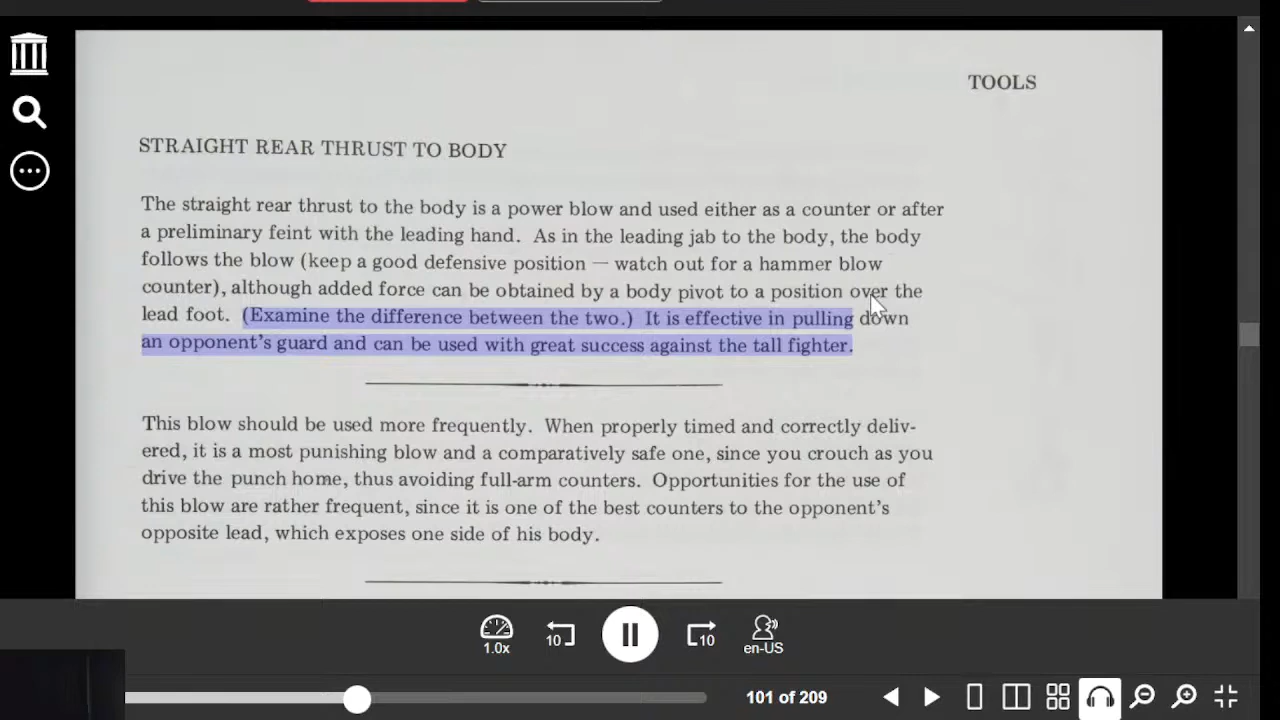 TOOLS
STRAIGHT REAR THRUST TO BODY
The straight rear thrust to the body is a power blow and used either as a counter or after
a preliminary feint with the leading hand. As in the leading jab to the body, the body
follows the blow (keep a good defensive position — watch out for a hammer blow
counter), although added force can be obtained by a body pivot to a position over the
lead foot. (Examine the difference between the two.) It is effective in pulling down
an opponent's guard and can be used with great success against the tall fighter.
This blow should be used more frequently. When properly timed and correctly deliv-
ered, it is a most punishing blow and a comparatively safe one, since you crouch as you
drive the punch home, thus avoiding full-arm counters. Opportunities for the use of
this blow are rather frequent, since it is one of the best counters to the opponent's
opposite lead, which exposes one side of his body.
10
10
1.0x
en-US
101 of 209